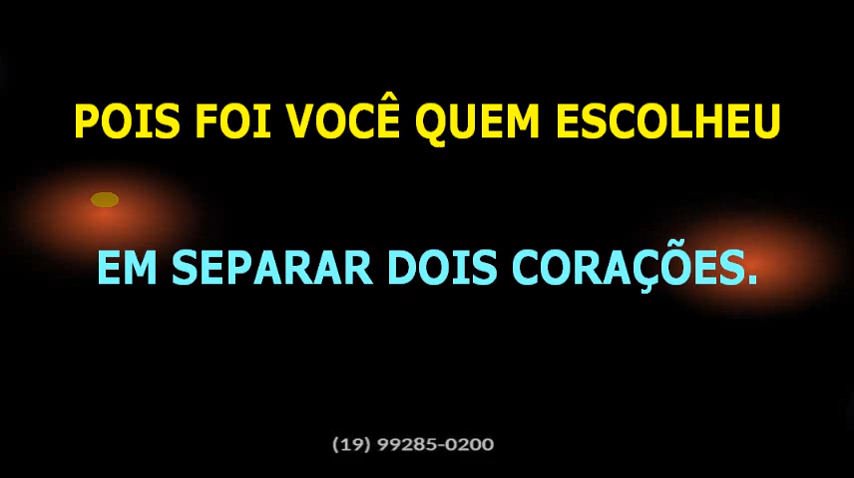 POIS FOI VOCÊ QUEM ESCOLHEU
EM SEPARAR DOIS CORAÇÕES.
(19) 99285-0200